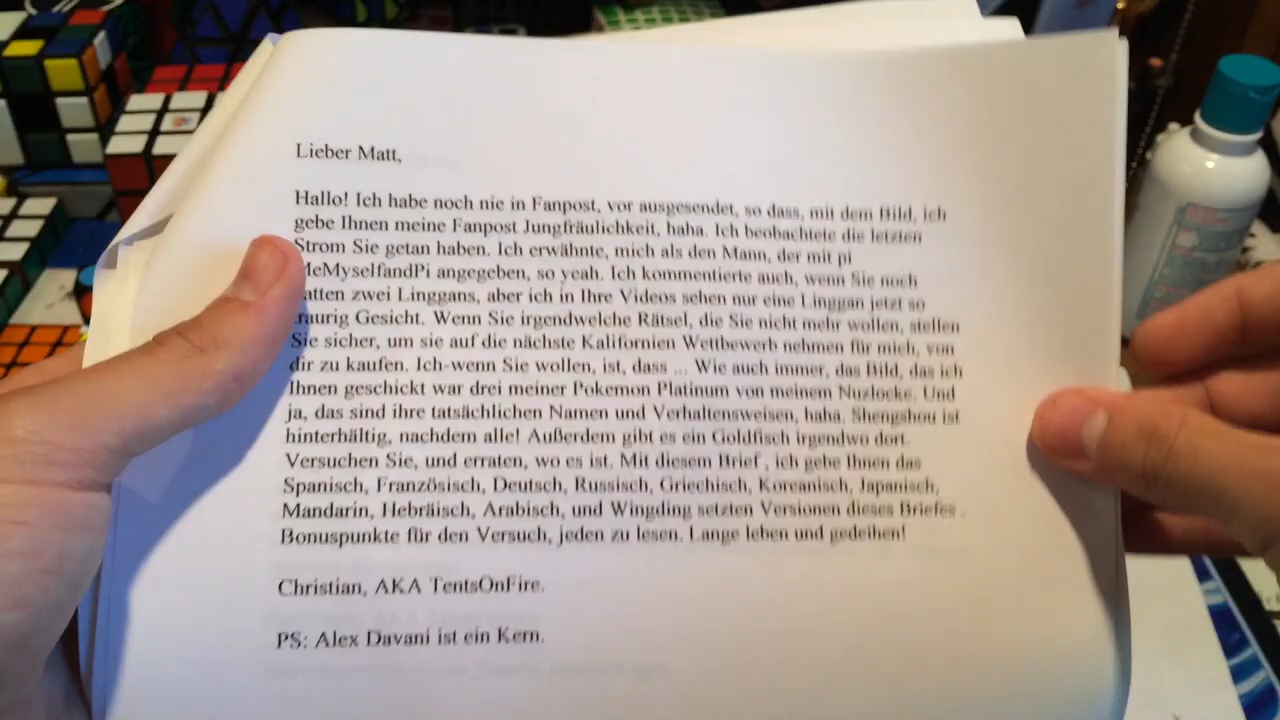 Lieber Matt,
Hallo! Ich habe noch nie in Fanpost, vor ausgesendet, so dass, mit dem Bild, ich
gebe Ihnen meine Fanpost Jungfräulichkeit, haha. Ich beobachtete die letzten
Strom Sie getan haben. Ich erwähnte, mich als den Mann, der mit pi
MeMyselfandPi angegeben, so yeah. Ich kommentierte auch, wenn Sie noch
atten zwei Linggans, aber ich in Ihre Videos sehen nur eine Linggan jetzt so
raurig Gesicht. Wenn Sie irgendwelche Rätsel, die Sie nicht mehr wollen, stellen
Sie sicher, um sie auf die nächste Kalifornien Wettbewerb nehmen für mich, von
dir zu kaufen. Ich-wenn Sie wollen, ist, dass ... Wie auch immer, das Bild, das ich
Ihnen geschickt war drei meiner Pokemon Platinum von meinem Nuzlocke. Und
ja, das sind ihre tatsächlichen Namen und Verhaltensweisen, haha. Shengshou ist
hinterhältig, nachdem alle! Außerdem gibt es ein Goldfisch irgendwo dort.
Versuchen Sie, und erraten, wo es ist. Mit diesem Brief , ich gebe Ihnen das
Spanisch, Französisch, Deutsch, Russisch, Griechisch, Koreanisch, Japanisch,
Mandarin, Hebräisch, Arabisch, und Wingding setzten Versionen dieses Briefes .
Bonuspunkte für den Versuch, jeden zu lesen. Lange leben und gedeihen!
Christian, AKA TentsOnFire.
PS: Alex Davani ist ein Kern.